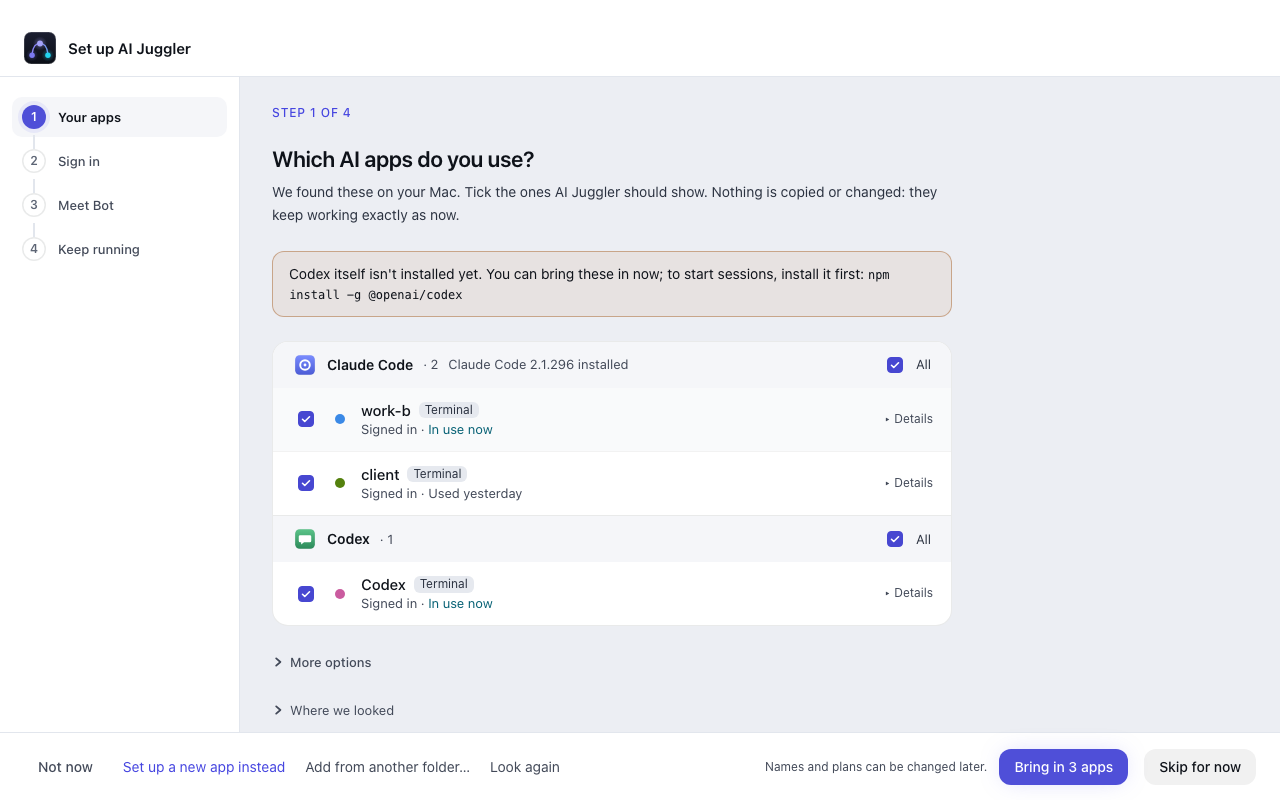 Set up AI Juggler
1 Your apps
2 Sign in
3 Meet Bot
4 Keep running
STEP 1 OF 4
Which AI apps do you use?
We found these on your Mac. Tick the ones AI Juggler should show. Nothing is copied or changed: they
keep working exactly as now.
Codex itself isn't installed yet. You can bring these in now; to start sessions, install it first: npm
install -g @openai/codex
Claude Code · 2 Claude Code 2.1.296 installed All
work-b Terminal
Signed in · In use now
Details
client Terminal
Signed in · Used yesterday
Details
Codex · 1 All
Codex Terminal
Signed in · In use now
Details
More options
Where we looked
Not now Set up a new app instead Add from another folder... Look again Names and plans can be changed later. Bring in 3 apps Skip for now